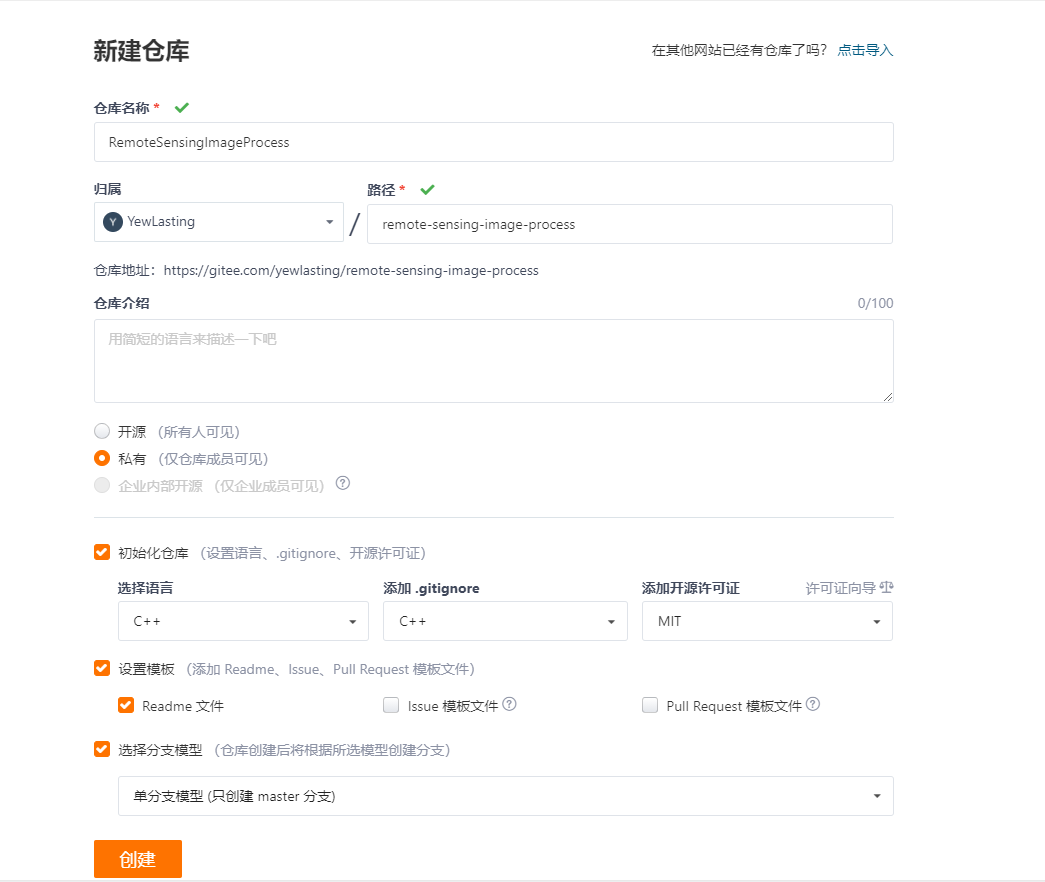 新建仓库
在其他网站已经有仓库了吗? 点击导入
仓库名称 *
RemoteSensingImageProcess
归属
路径 *
Y YewLasting / remote-sensing-image-process
仓库地址：https://gitee.com/yewlasting/remote-sensing-image-process
仓库介绍 0/100
用简短的语言来描述一下吧
开源 （所有人可见）
私有 （仅仓库成员可见）
企业内部开源 （仅企业成员可见） ?
初始化仓库 （设置语言、.gitignore、开源许可证）
选择语言 添加 .gitignore 添加开源许可证 许可证向导
C++ C++ MIT
设置模板 （添加 Readme、Issue、Pull Request 模板文件）
Readme 文件 Issue 模板文件 ? Pull Request 模板文件 ?
选择分支模型 （仓库创建后将根据所选模型创建分支）
单分支模型 (只创建 master 分支)
创建